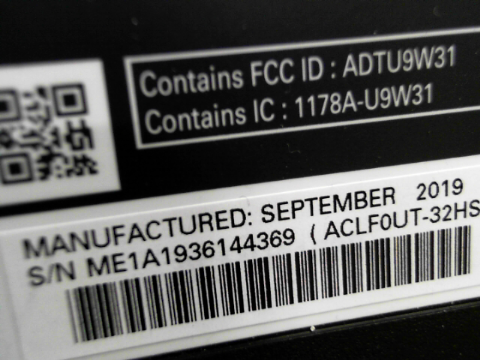 Contains FCC ID : ADTU9W31
Contains IC : 1178A-U9W31
MANUFACTURED: SEPTEMBER 2019
S/N ME1A1936144369 ( ACLF0UT-32HS